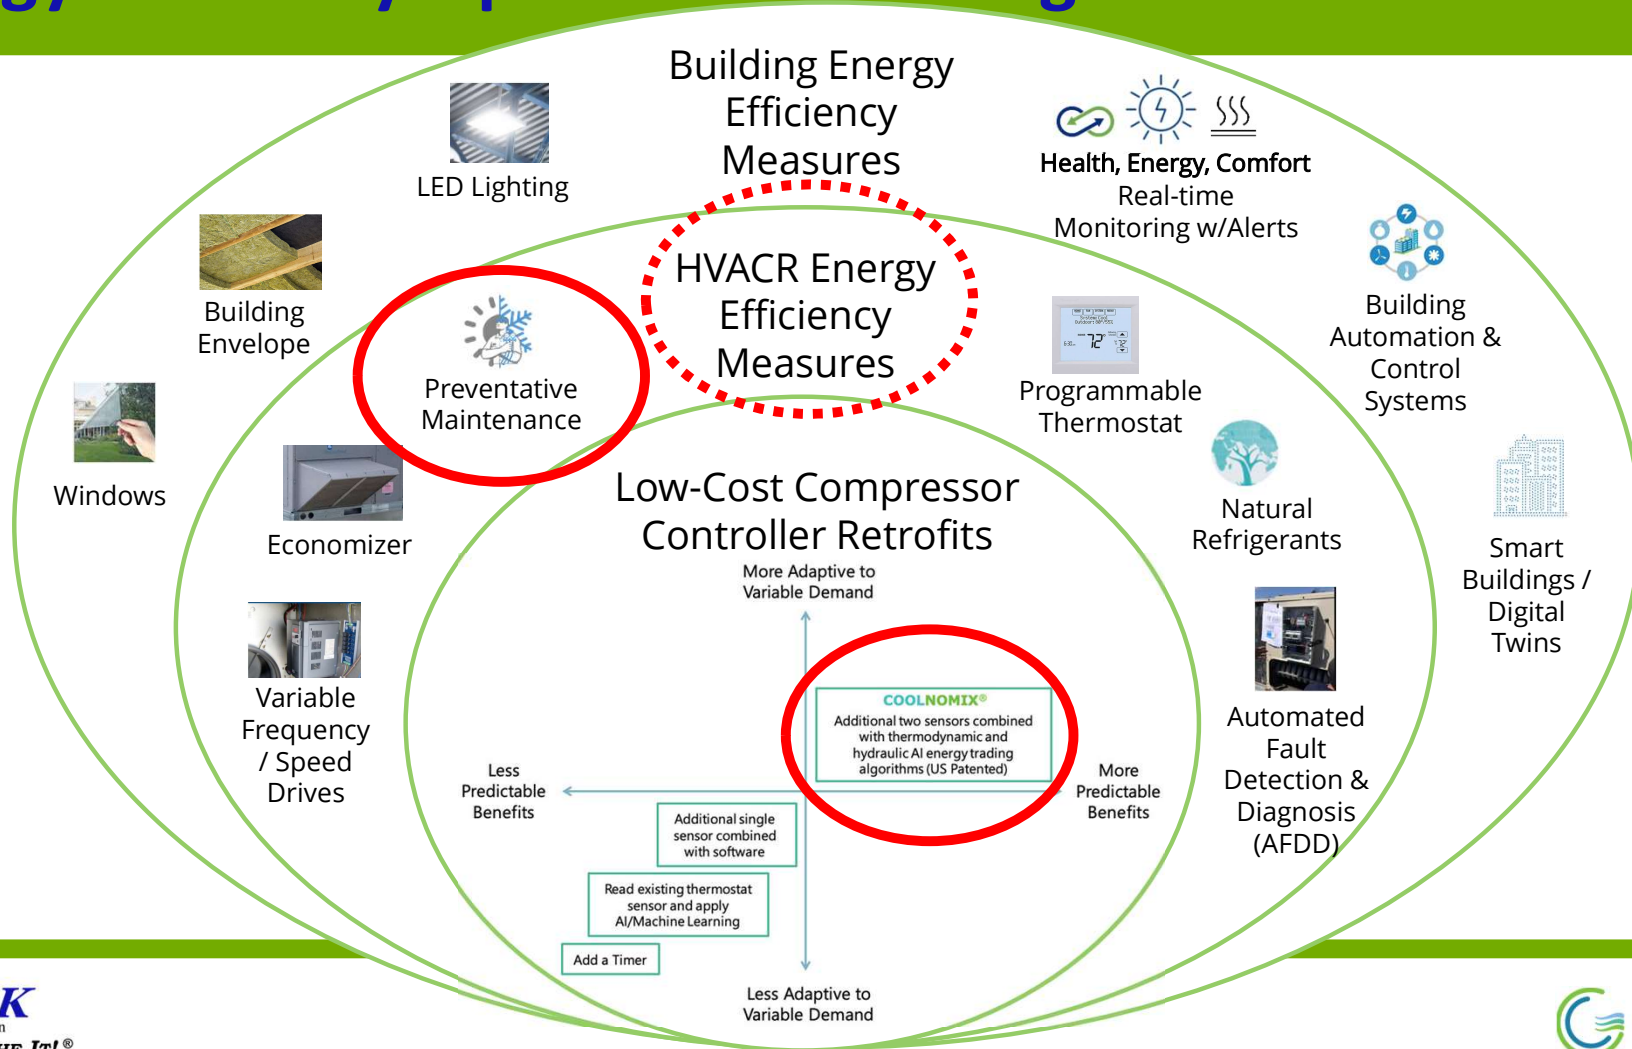 Building Energy
Efficiency
Measures
LED Lighting
Health, Energy, Comfort
Real-time
Monitoring w/Alerts
Building
Envelope
HVACR Energy
Efficiency
Measures
Building
Automation &
Control
Systems
Preventative
Maintenance
Programmable
Thermostat
Windows
Economizer
Low-Cost Compressor
Controller Retrofits
Natural
Refrigerants
Smart
Buildings /
Digital
Twins
More Adaptive to
Variable Demand
Variable
Frequency
/ Speed
Drives
COOLNOMIX®
Additional two sensors combined
with thermodynamic and
hydraulic AI energy trading
algorithms (US Patented)
Automated
Fault
Detection &
Diagnosis
(AFDD)
Less
Predictable
Benefits
More
Predictable
Benefits
Additional single
sensor combined
with software
Read existing thermostat
sensor and apply
AI/Machine Learning
Add a Timer
Less Adaptive to
Variable Demand
K
IT!®